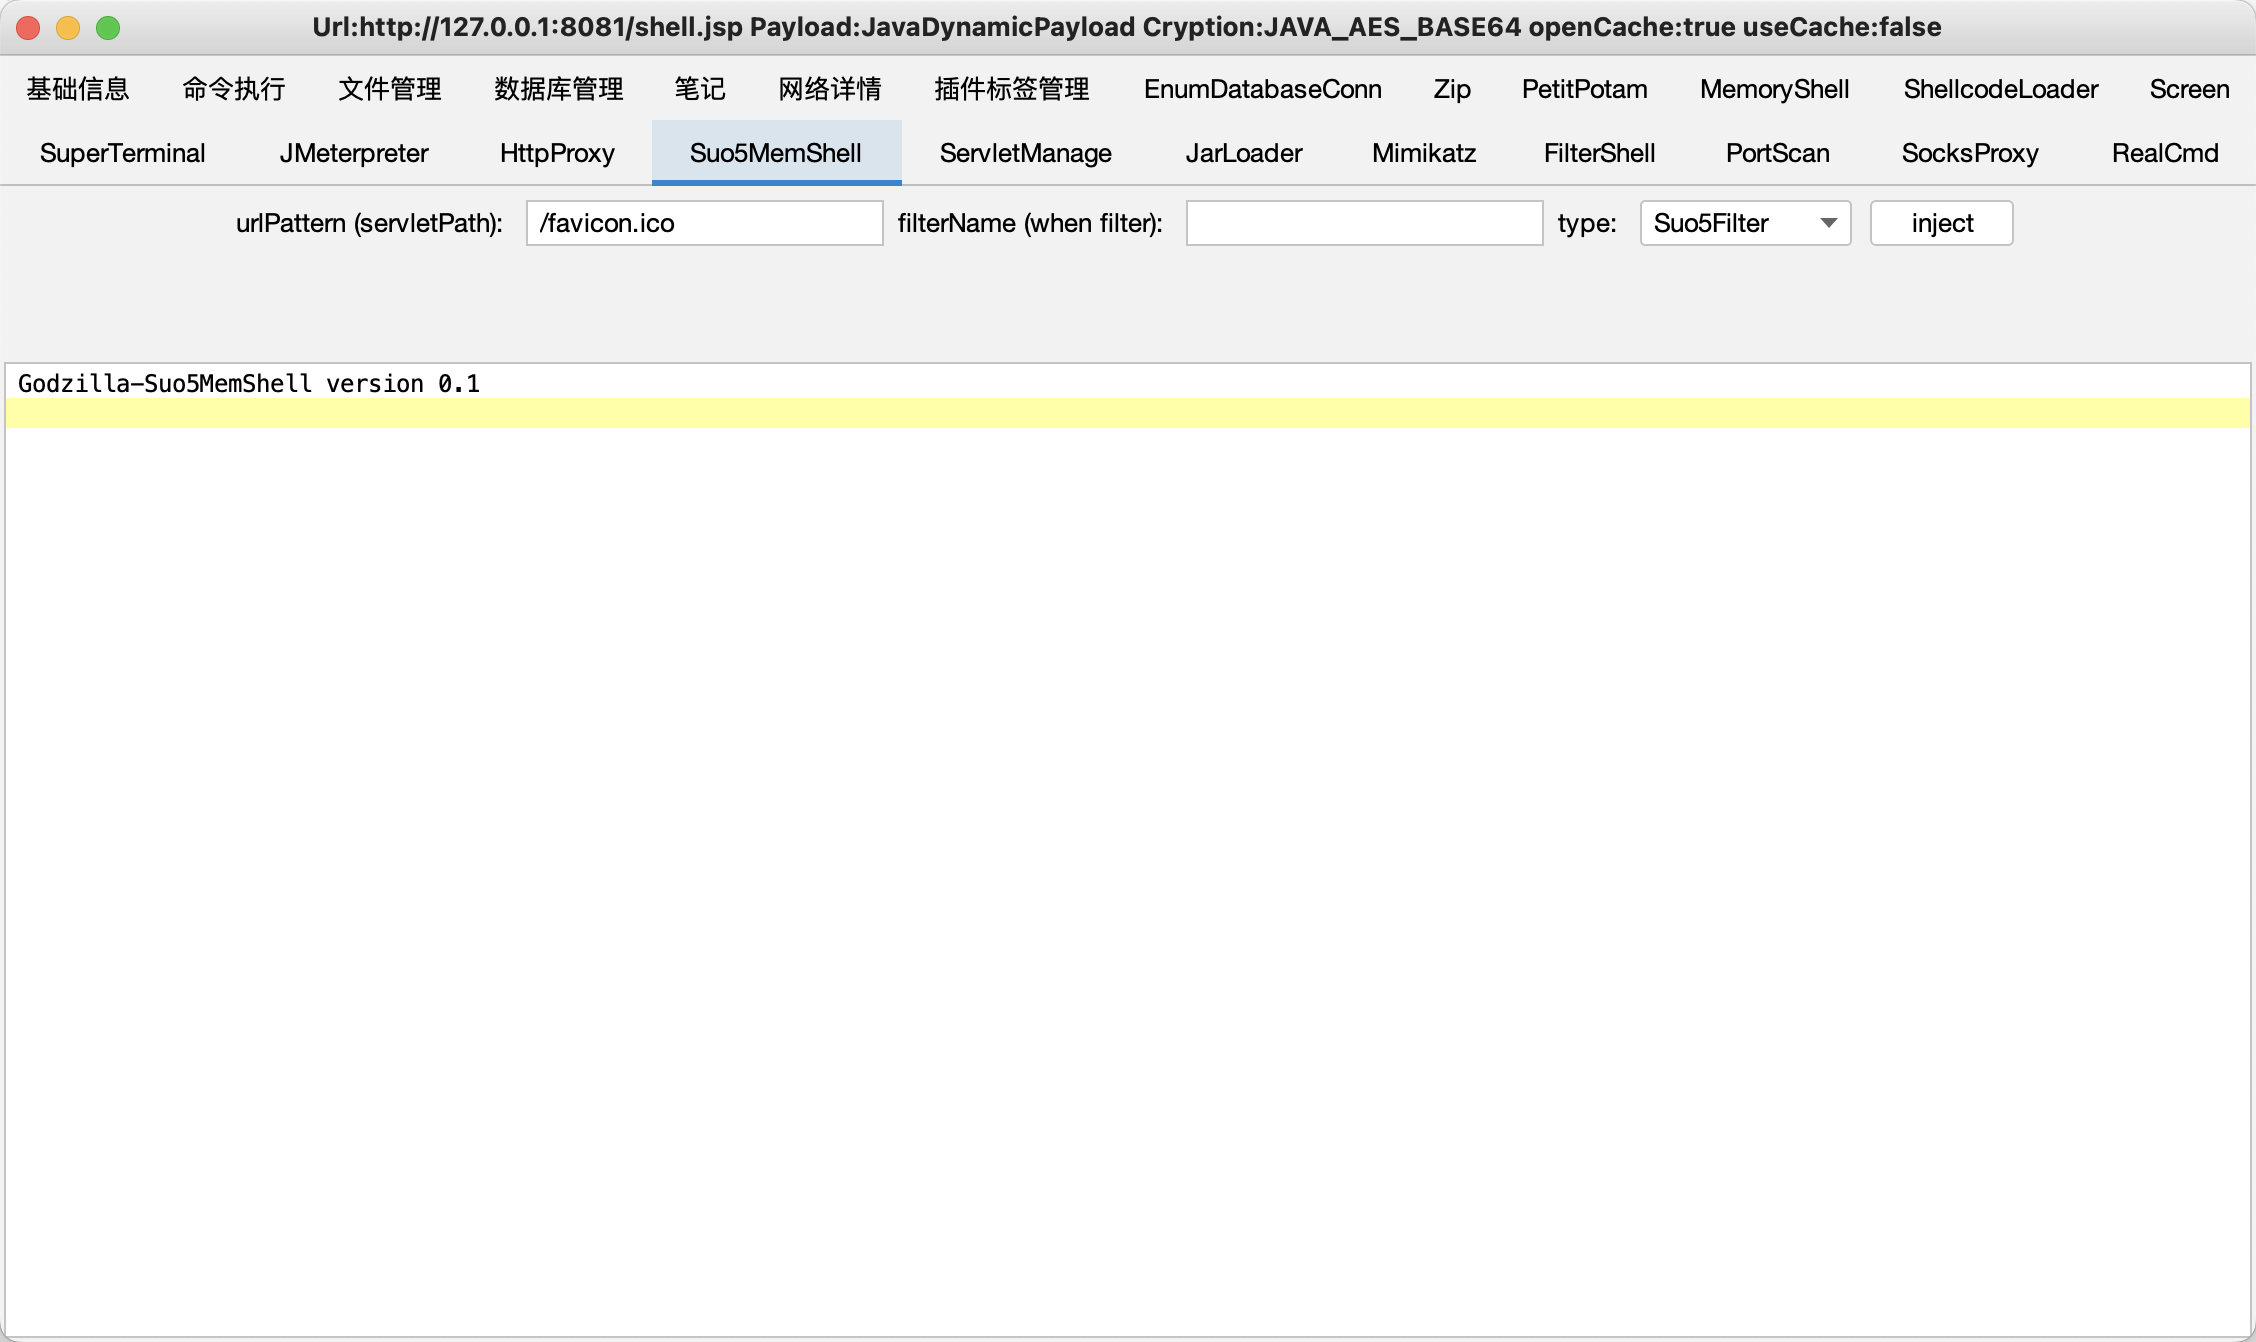 Url:http://127.0.0.1:8081/shell.jsp Payload:JavaDynamicPayload Cryption:JAVA_AES_BASE64 openCache:true useCache:false
基础信息 命令执行 文件管理 数据库管理 笔记 网络详情 插件标签管理 EnumDatabaseConn Zip PetitPotam MemoryShell ShellcodeLoader Screen
SuperTerminal JMeterpreter HttpProxy Suo5MemShell ServletManage JarLoader Mimikatz FilterShell PortScan SocksProxy RealCmd
urlPattern (servletPath): /favicon.ico filterName (when filter): type: Suo5Filter inject
Godzilla-Suo5MemShell version 0.1